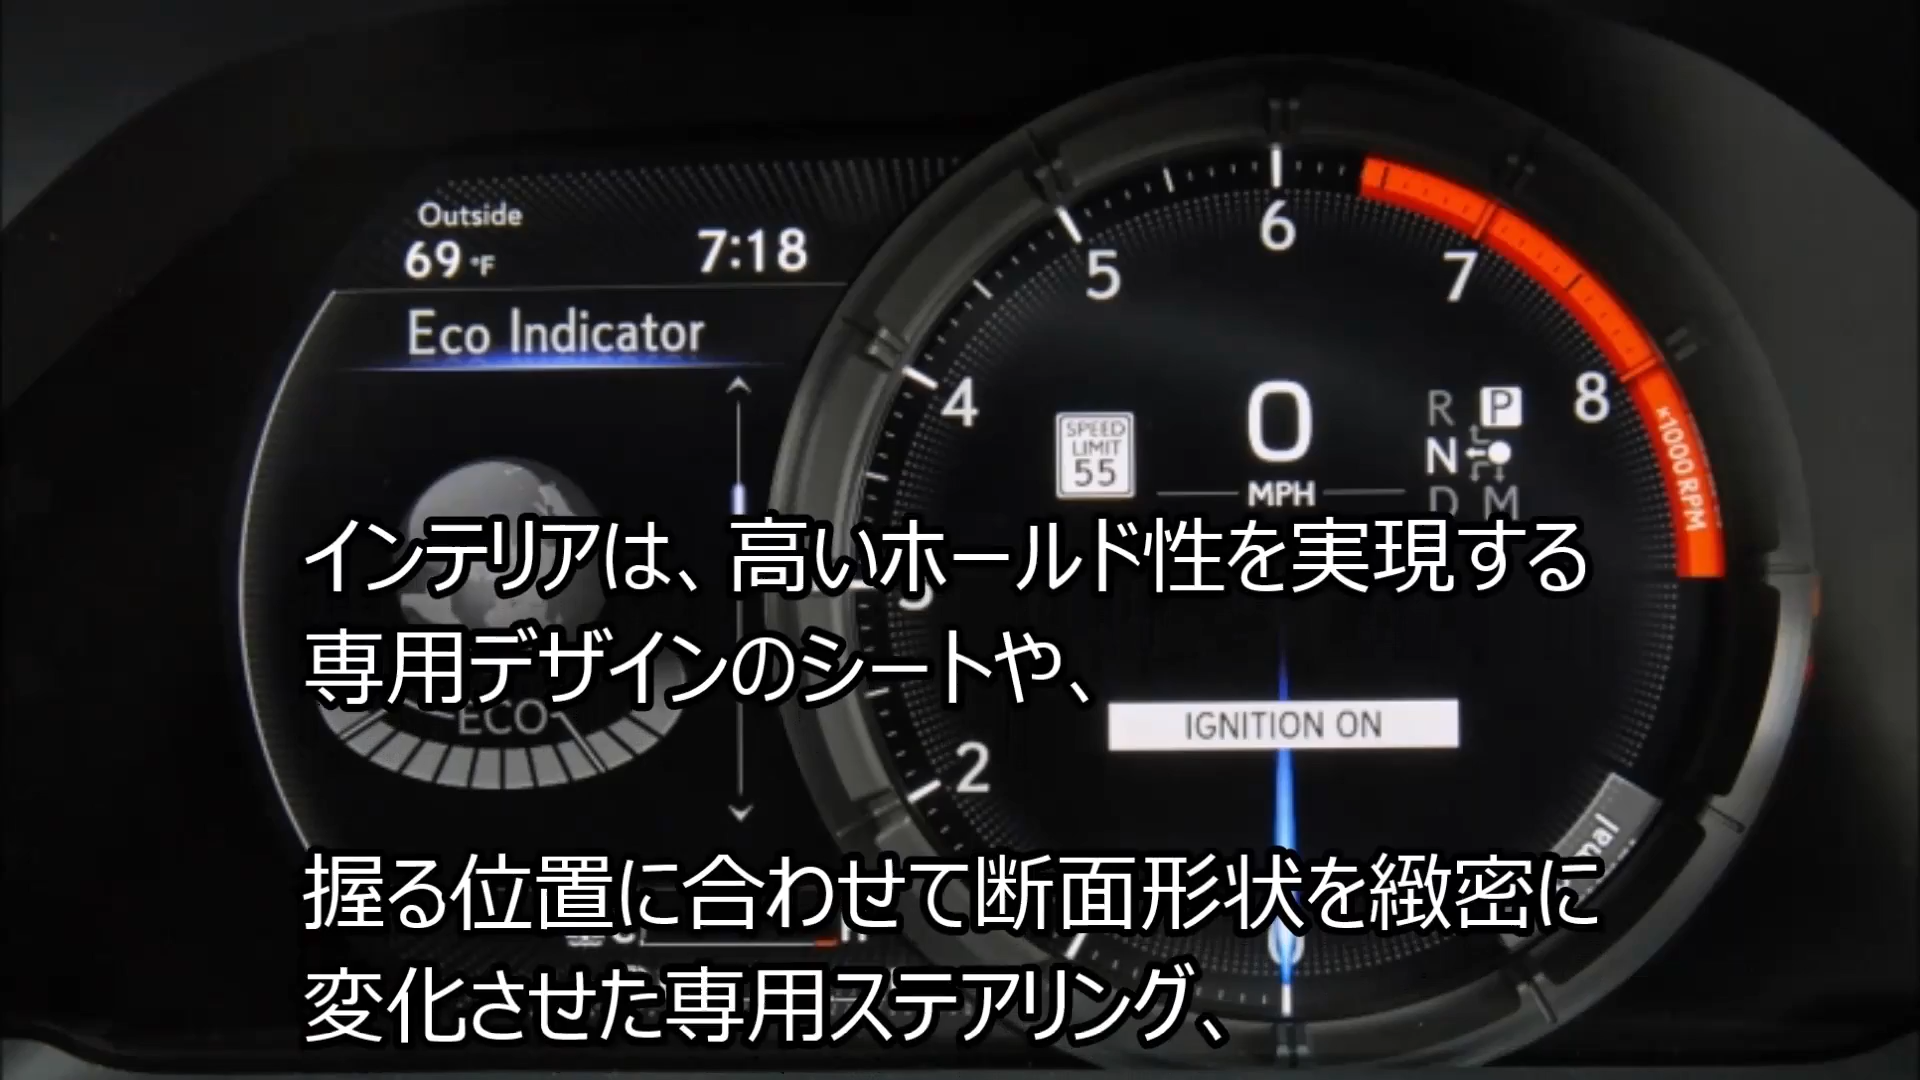 Outside
69 °F
7:18
Eco Indicator
ECO
6
5
7
4
8
2
SPEED
LIMIT
55
0
MPH
R P
N
D M
x1000 RPM
IGNITION ON
インテリアは、高いホールド性を実現する
専用デザインのシートや、
握る位置に合わせて断面形状を緻密に
変化させた専用ステアリング、